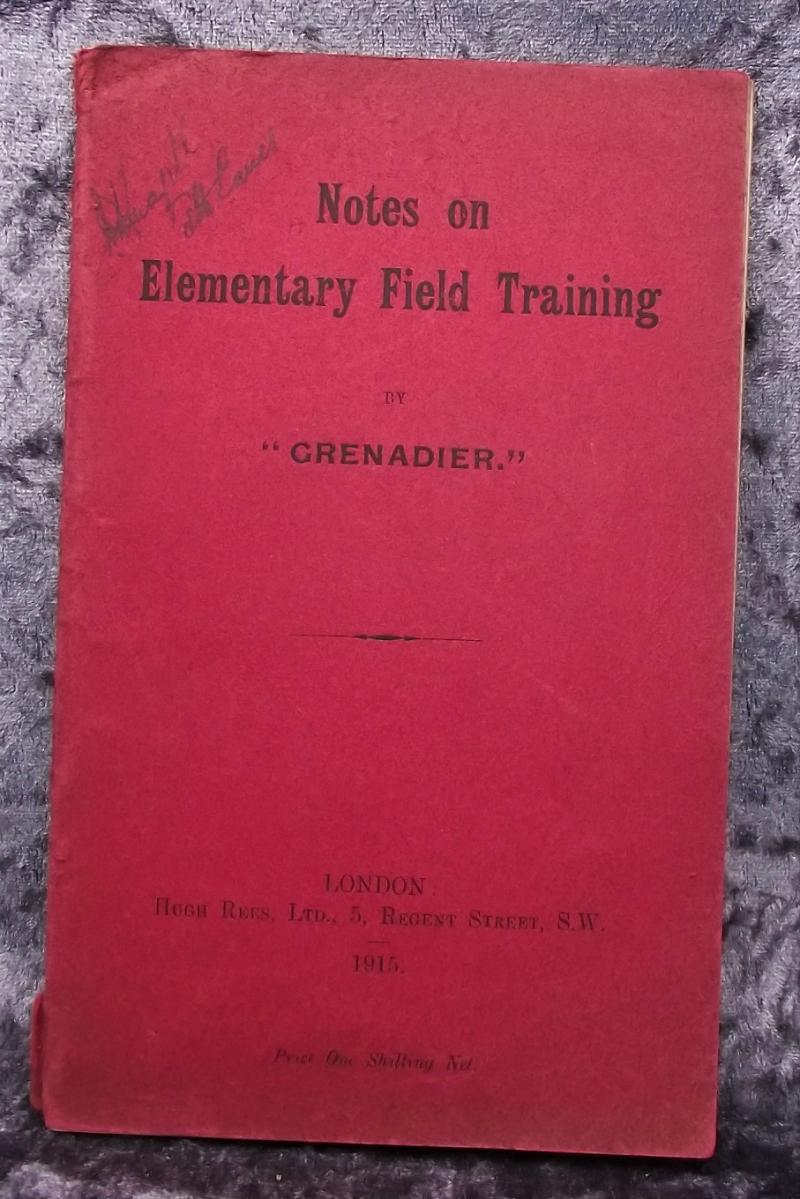 Notes on
Elementary Field Training
BY
“GRENADIER.”
LONDON:
HUGH REES, LTD., 5, REGENT STREET, S.W.
1915.
Price One Shilling Net.